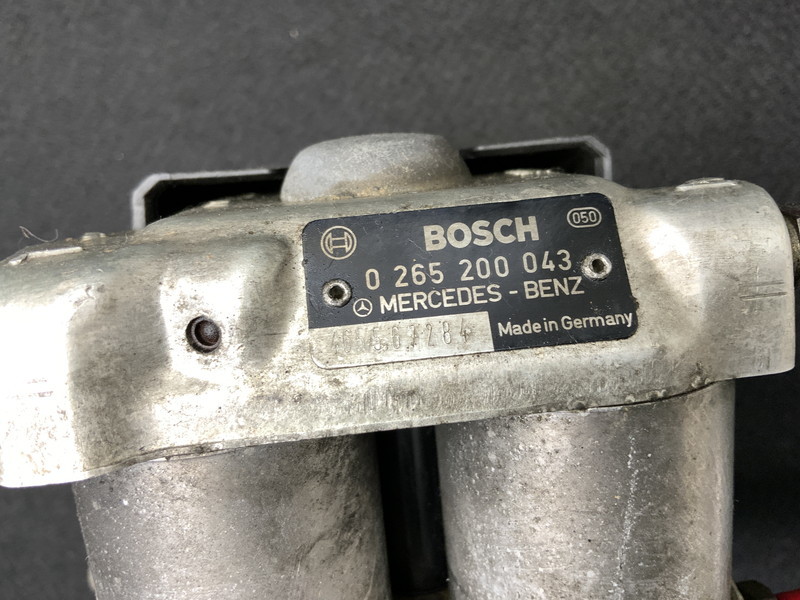 BOSCH
050
0 265 200 043
MERCEDES - BENZ
Made in Germany